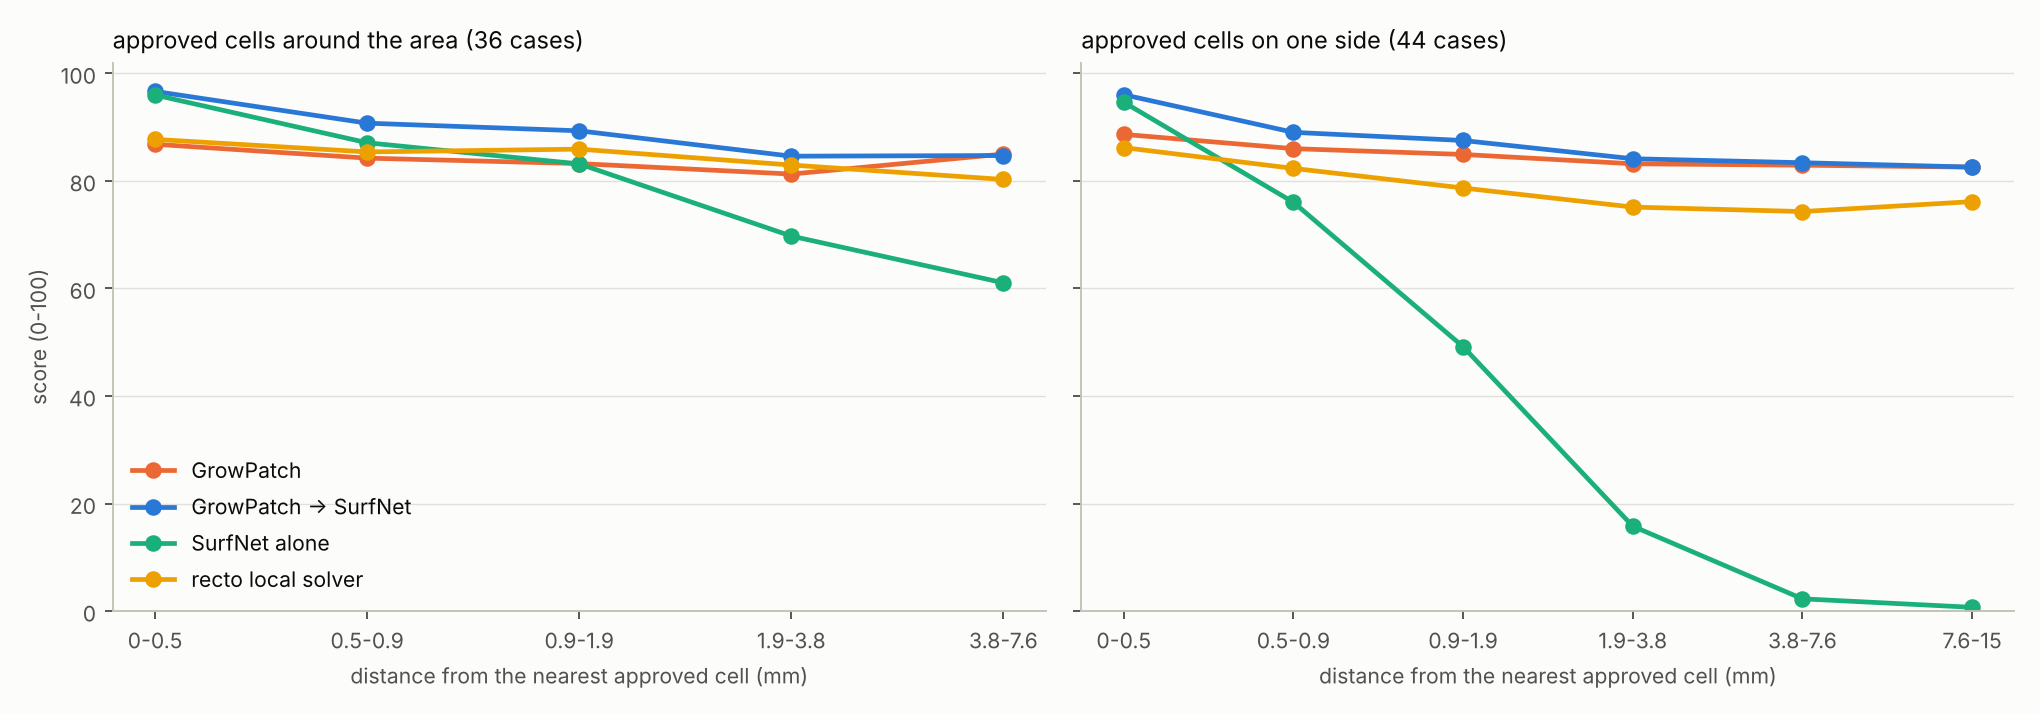 approved cells around the area (36 cases)
approved cells on one side (44 cases)
score (0-100)
100
80
60
40
20
0
GrowPatch
GrowPatch → SurfNet
SurfNet alone
recto local solver
0-0.5 0.5-0.9 0.9-1.9 1.9-3.8 3.8-7.6
distance from the nearest approved cell (mm)
0-0.5 0.5-0.9 0.9-1.9 1.9-3.8 3.8-7.6 7.6-15
distance from the nearest approved cell (mm)